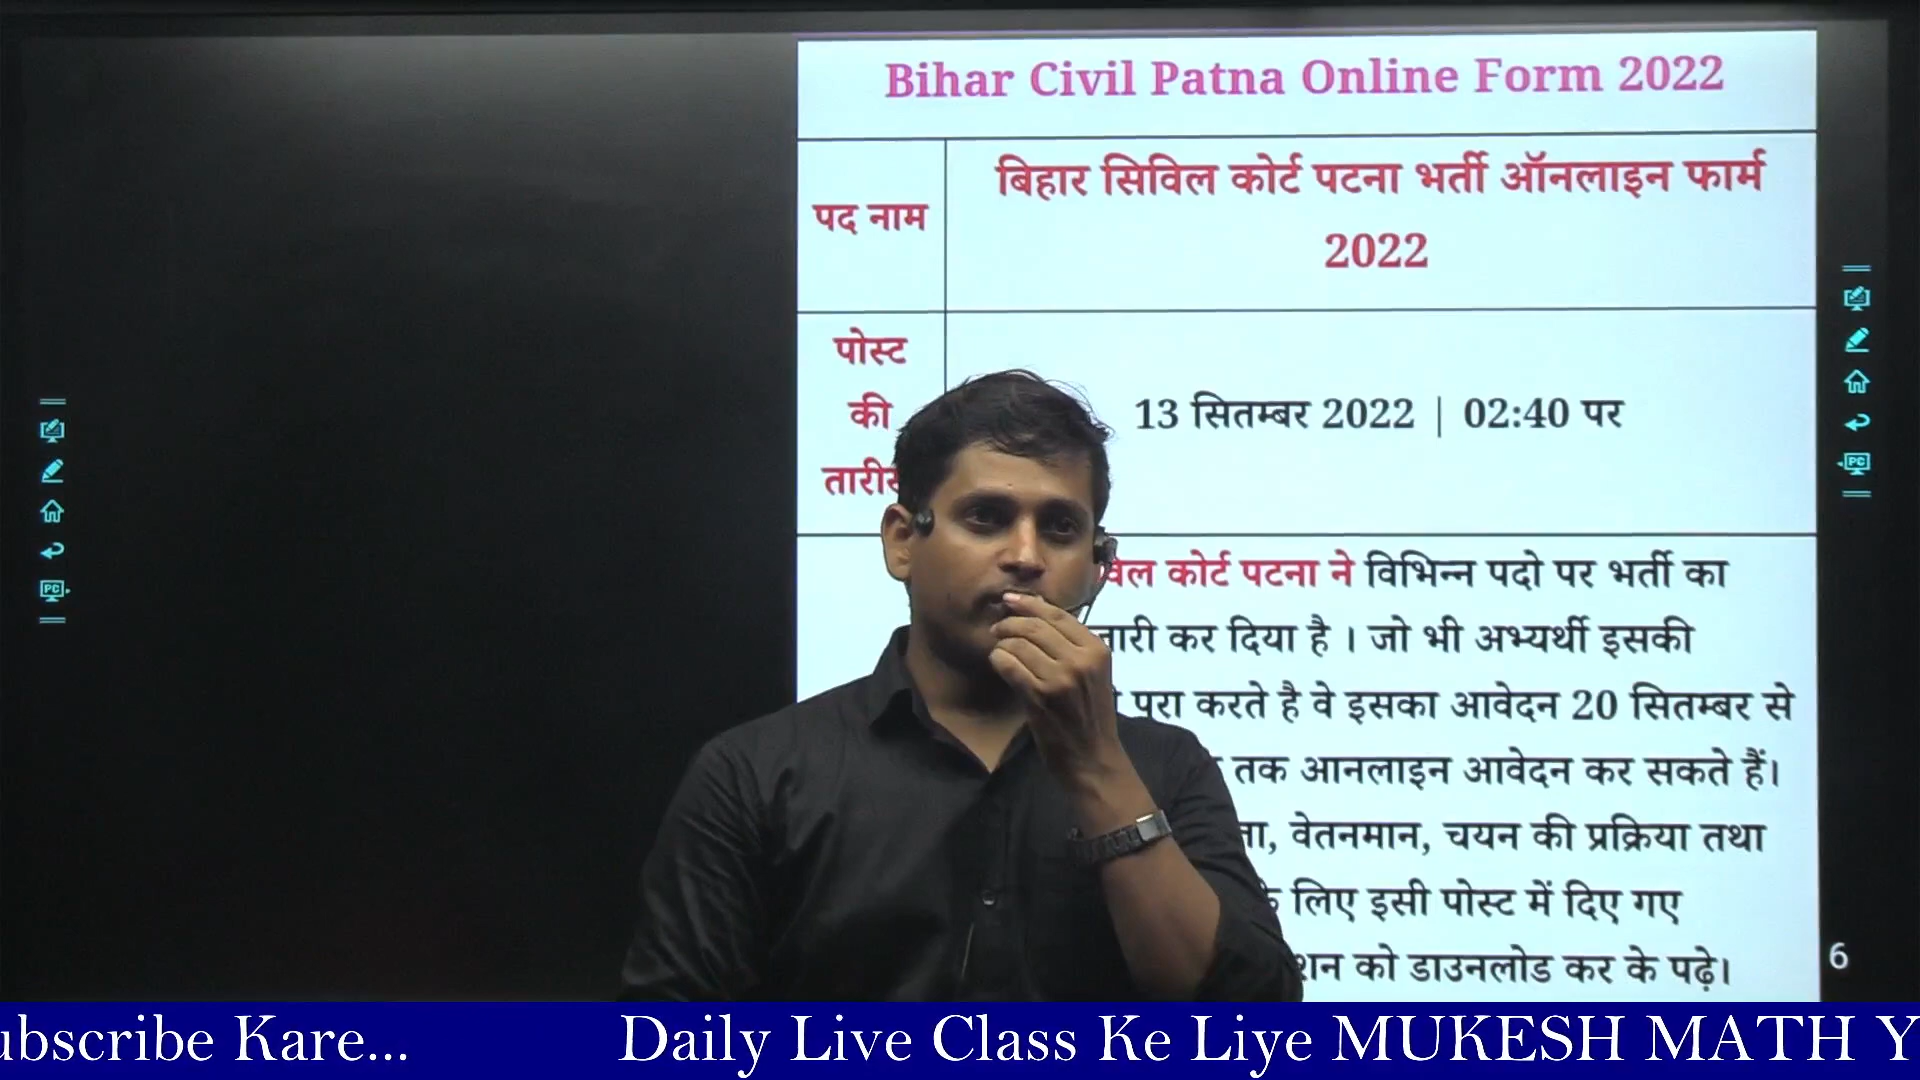 Bihar Civil Patna Online Form 2022
पद नाम
बिहार सिविल कोर्ट पटना भर्ती ऑनलाइन फार्म
2022
पोस्ट
की
13 सितम्बर 2022 | 02:40 पर
कोर्ट पटना ने विभिन्न पदो पर भर्ती का
कर दिया है । जो भी अभ्यर्थी इसकी
पूरा करते है वे इसका आवेदन 20 सितम्बर से
तक आनलाइन आवेदन कर सकते हैं।
वेतनमान, चयन की प्रक्रिया तथा
लिए इसी पोस्ट में दिए गए
को डाउनलोड कर के पढ़े।
PC
PC
6
ubscribe Kare... Daily Live Class Ke Liye MUKESH MATH Y